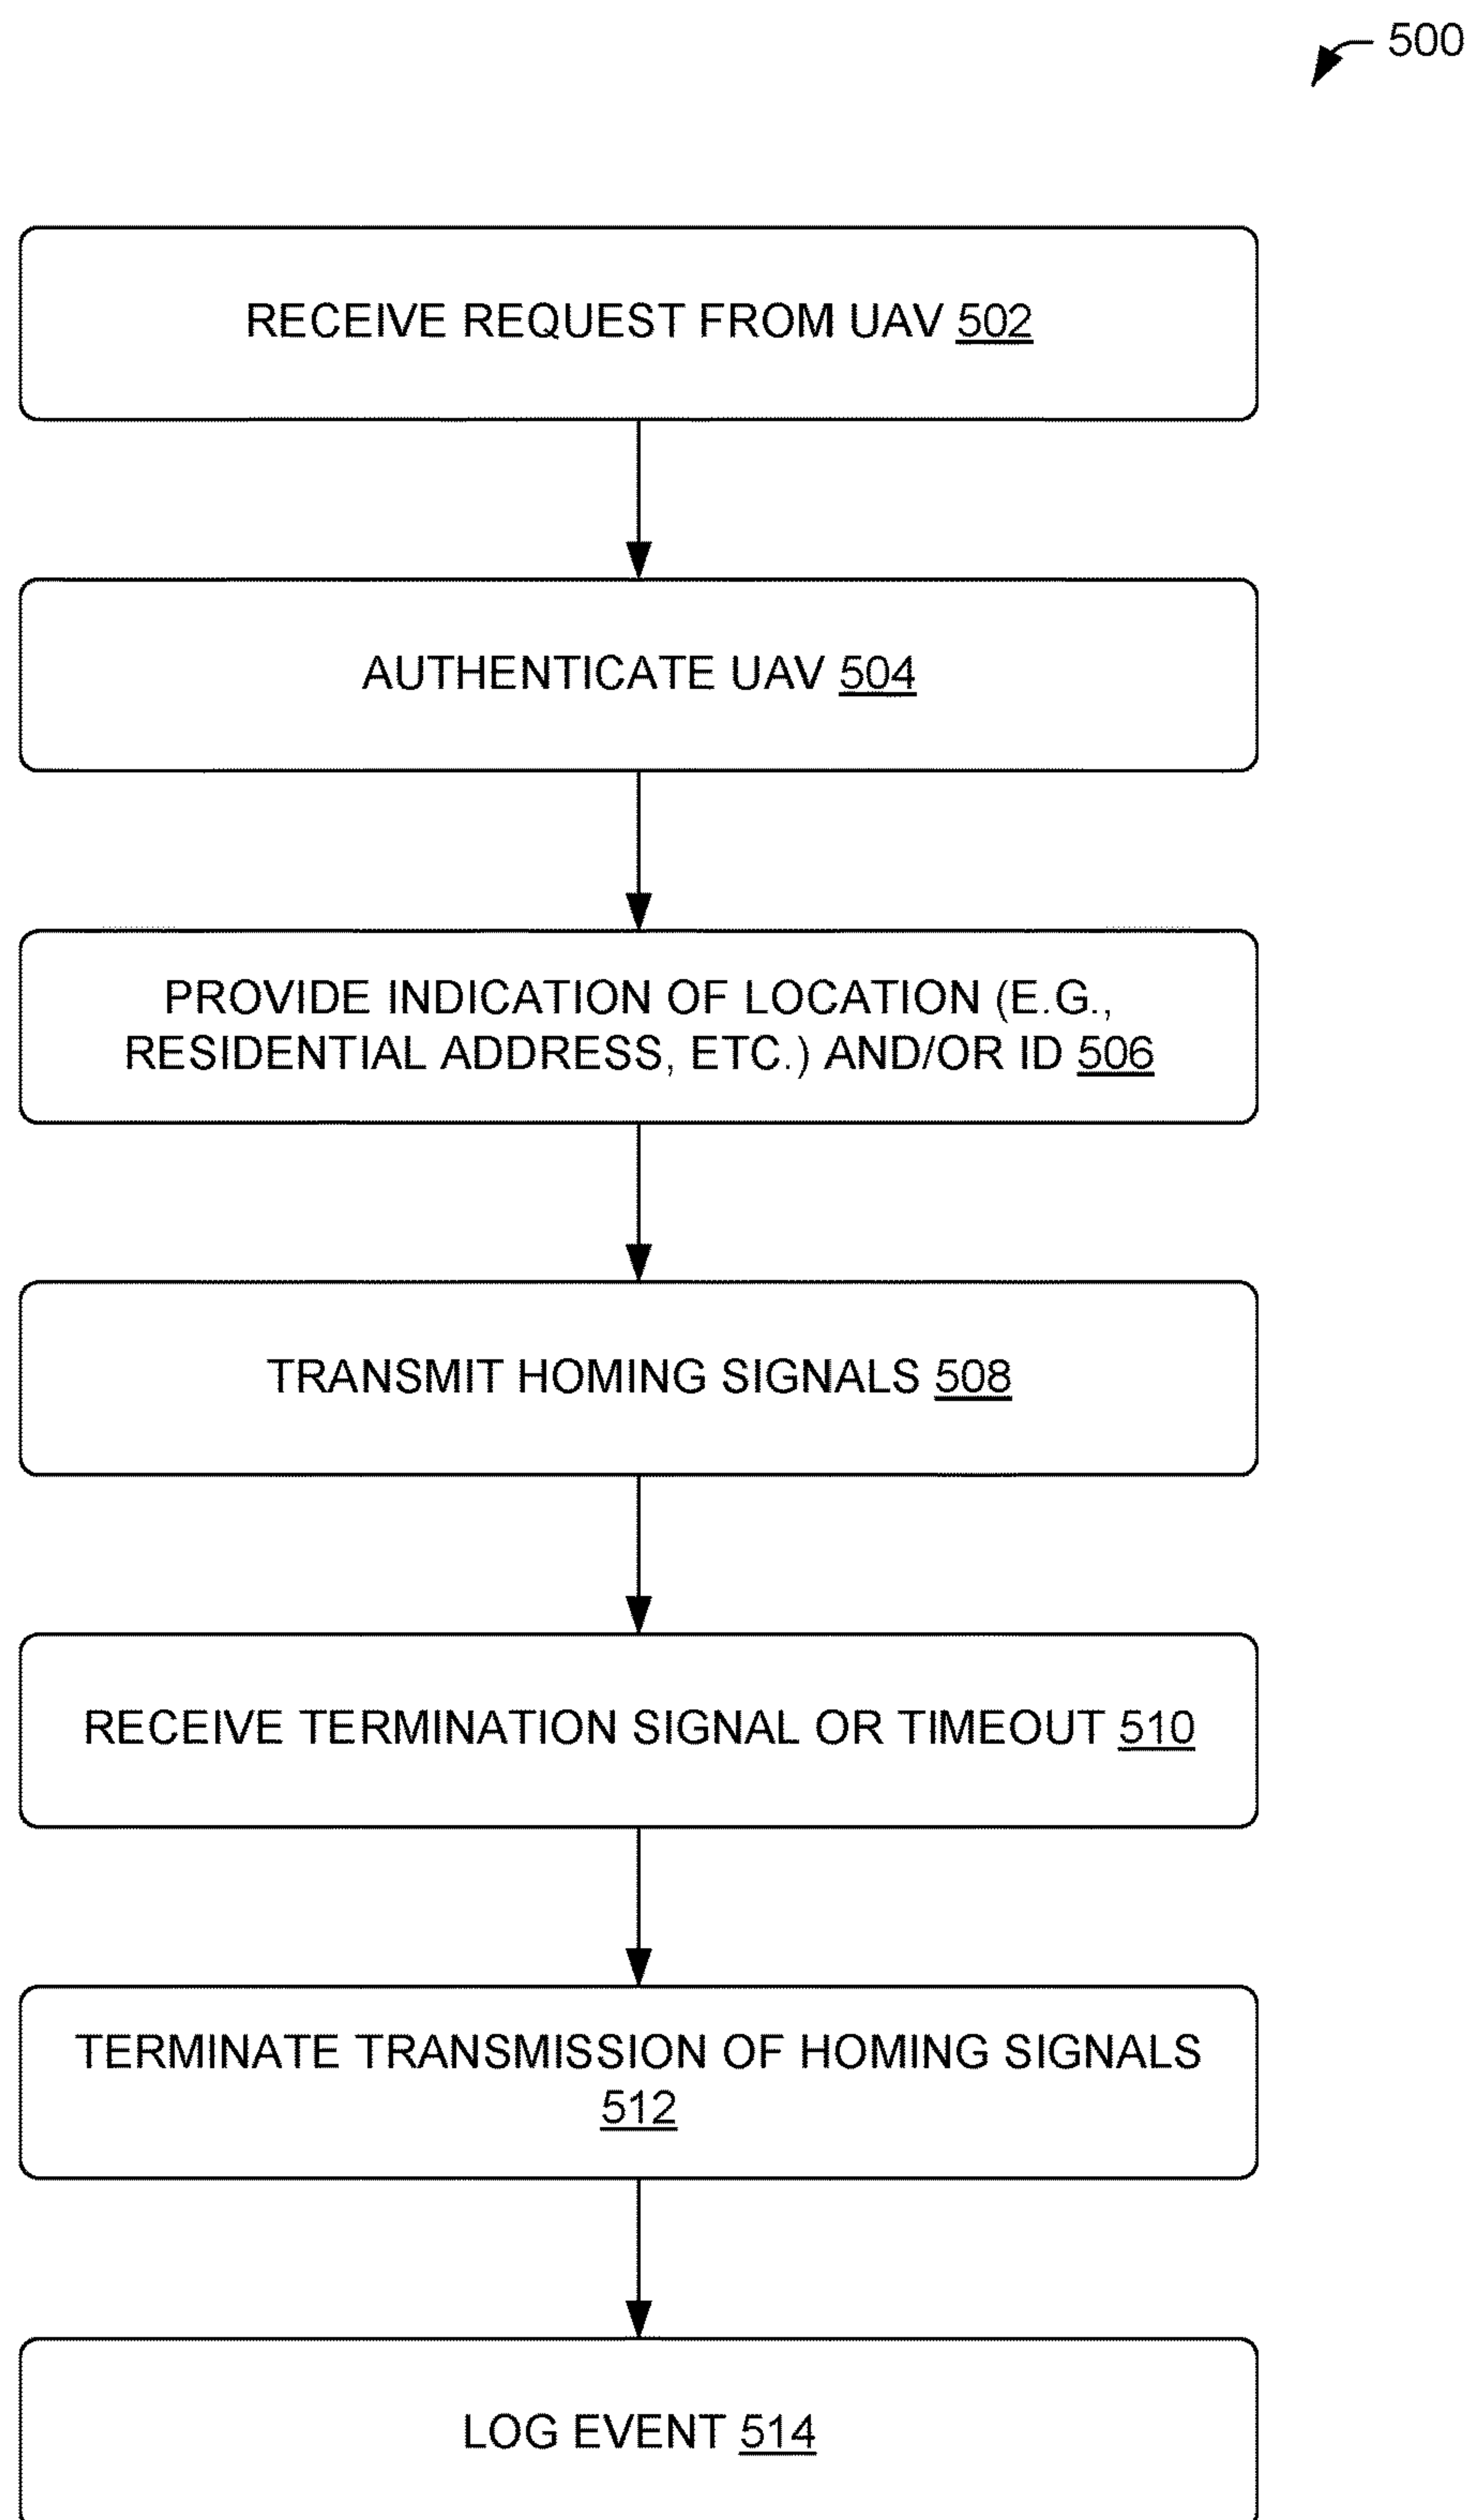 500
RECEIVE REQUEST FROM UAV 502
AUTHENTICATE UAV 504
PROVIDE INDICATION OF LOCATION (E.G.,
RESIDENTIAL ADDRESS, ETC.) AND/OR ID 506
TRANSMIT HOMING SIGNALS 508
RECEIVE TERMINATION SIGNAL OR TIMEOUT 510
TERMINATE TRANSMISSION OF HOMING SIGNALS
512
LOG EVENT 514